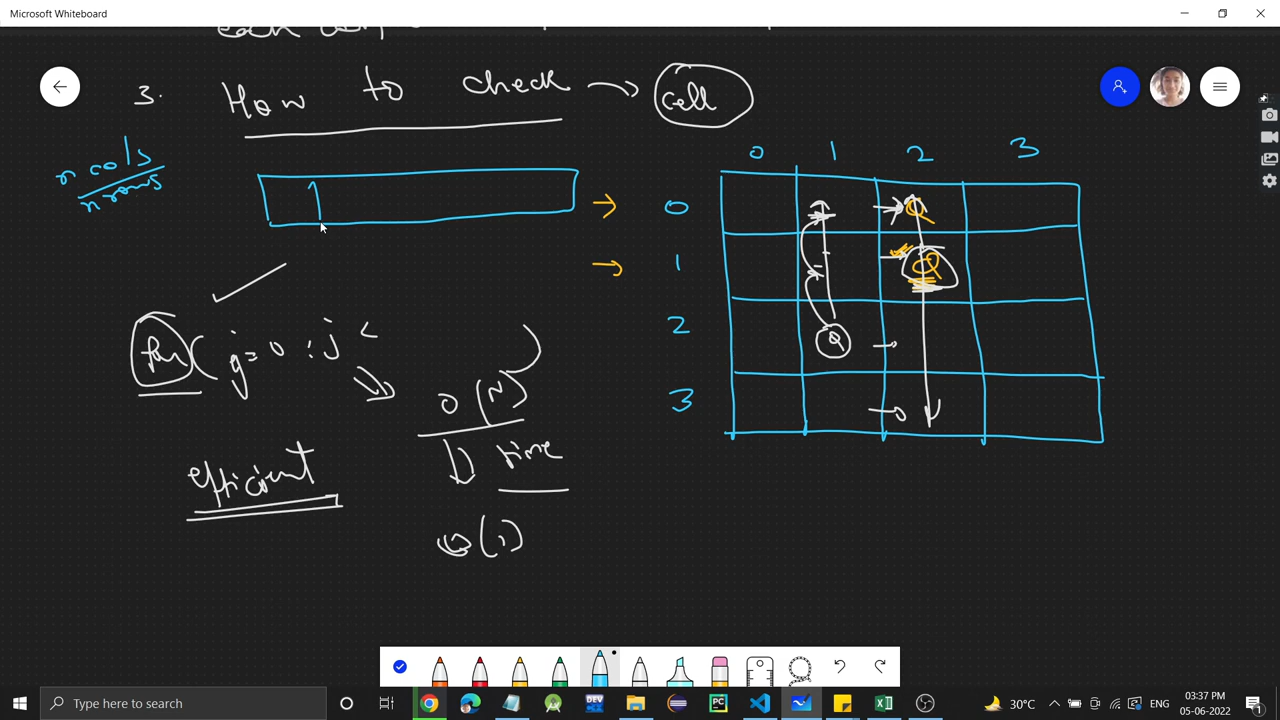 Microsoft Whiteboard
3. How to check → cell
n cols
n rows
0 1 2 3
0 Q
1 Q
2 Q
3
for ( j=0 ; j < )
O(N)
time
efficient
O(1)
Type here to search
30°C
ENG
03:37 PM
05-06-2022